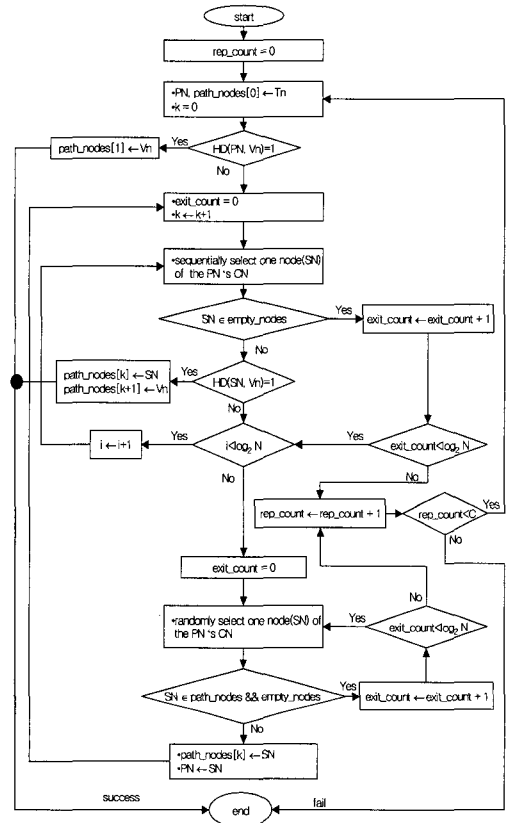 start
rep_count = 0
•PN, path_nodes[0] ← Tn
•k = 0
path_nodes[1] ← Vn
Yes
HD(PN, Vn)=1
No
•exit_count = 0
•k ← k+1
•sequentially select one node(SN)
of the PN 's CN
SN ∈ empty_nodes
Yes
exit_count ← exit_count + 1
No
path_nodes[k] ← SN
path_nodes[k+1] ← Vn
Yes
HD(SN, Vn)=1
No
i ← i+1
Yes
i<log₂ N
Yes
exit_count<log₂ N
No
No
rep_count ← rep_count + 1
rep_count<C
Yes
No
exit_count = 0
No
•randomly select one node(SN) of
the PN 's CN
Yes
exit_count<log₂ N
SN ∈ path_nodes && empty_nodes
Yes
exit_count ← exit_count + 1
No
•path_nodes[k] ← SN
•PN ← SN
success
end
fail